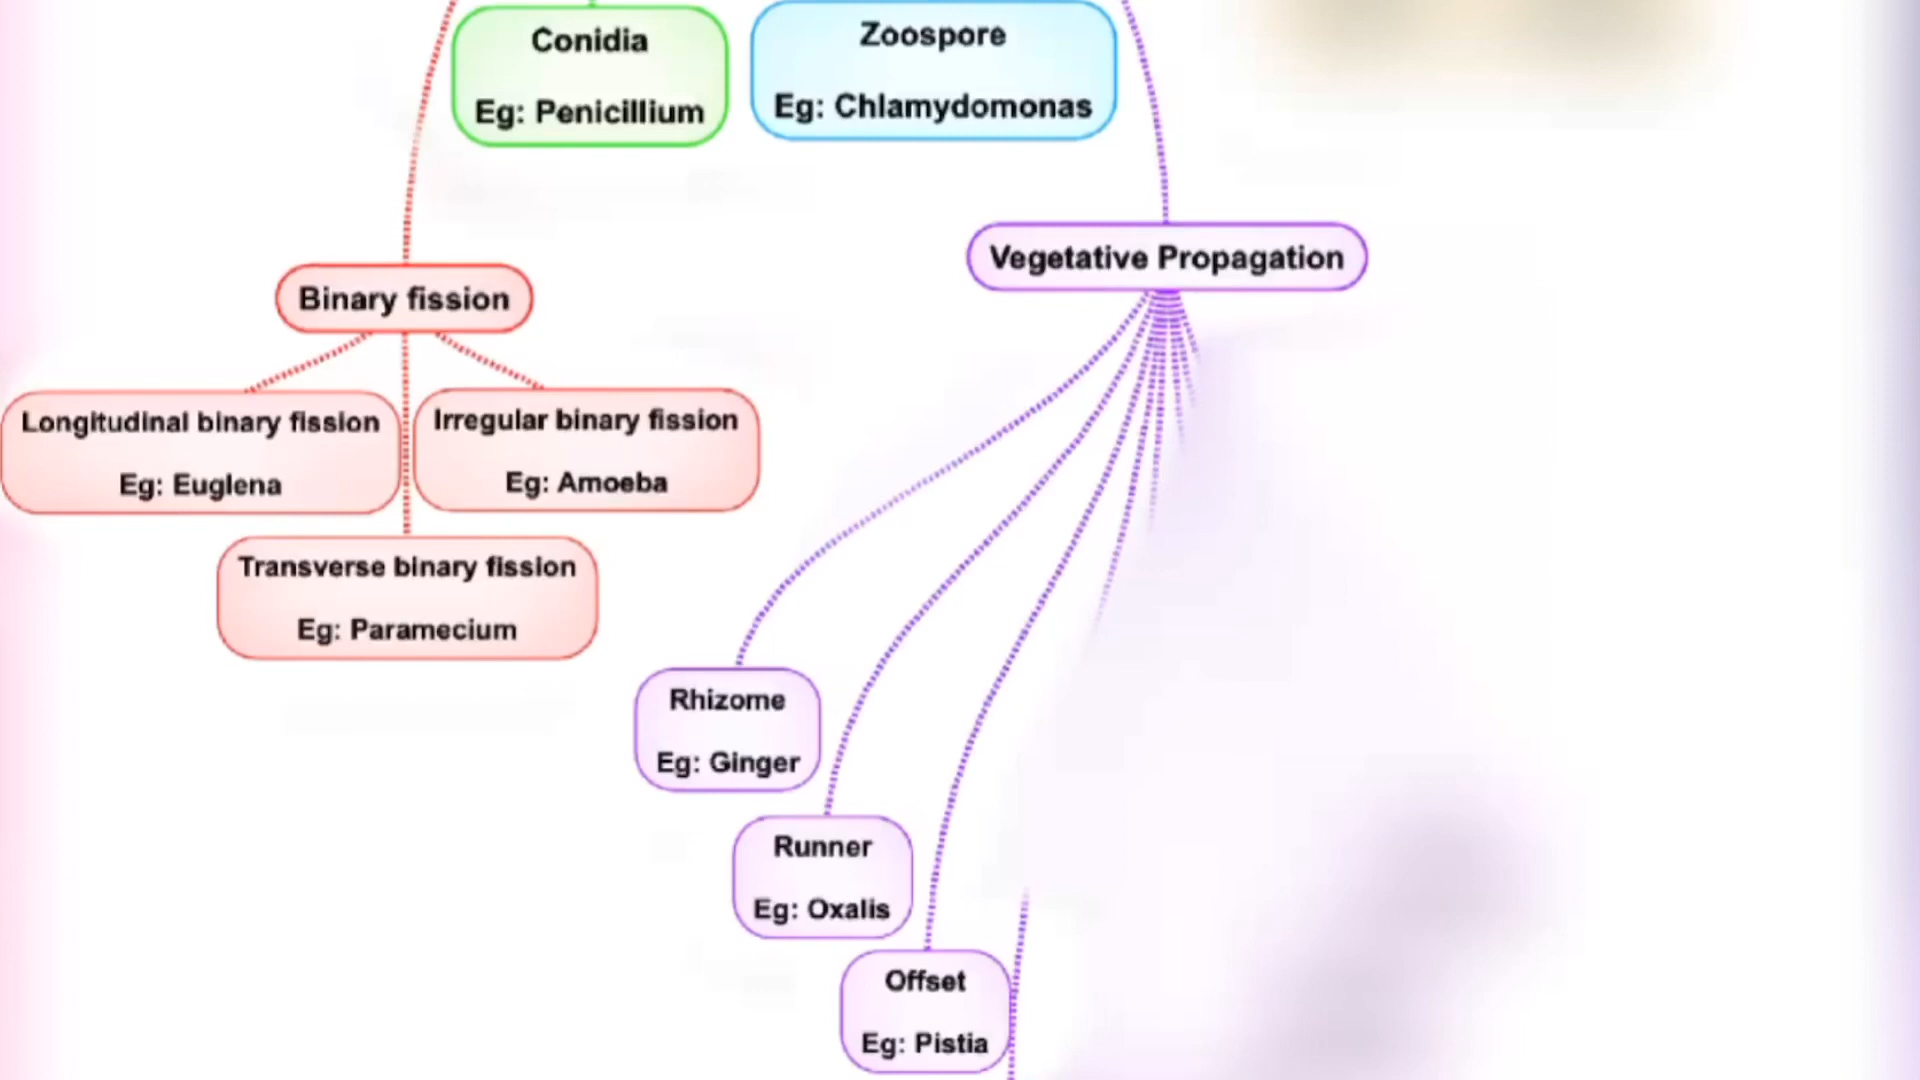 Conidia
Eg: Penicillium
Zoospore
Eg: Chlamydomonas
Vegetative Propagation
Binary fission
Longitudinal binary fission
Eg: Euglena
Irregular binary fission
Eg: Amoeba
Transverse binary fission
Eg: Paramecium
Rhizome
Eg: Ginger
Runner
Eg: Oxalis
Offset
Eg: Pistia